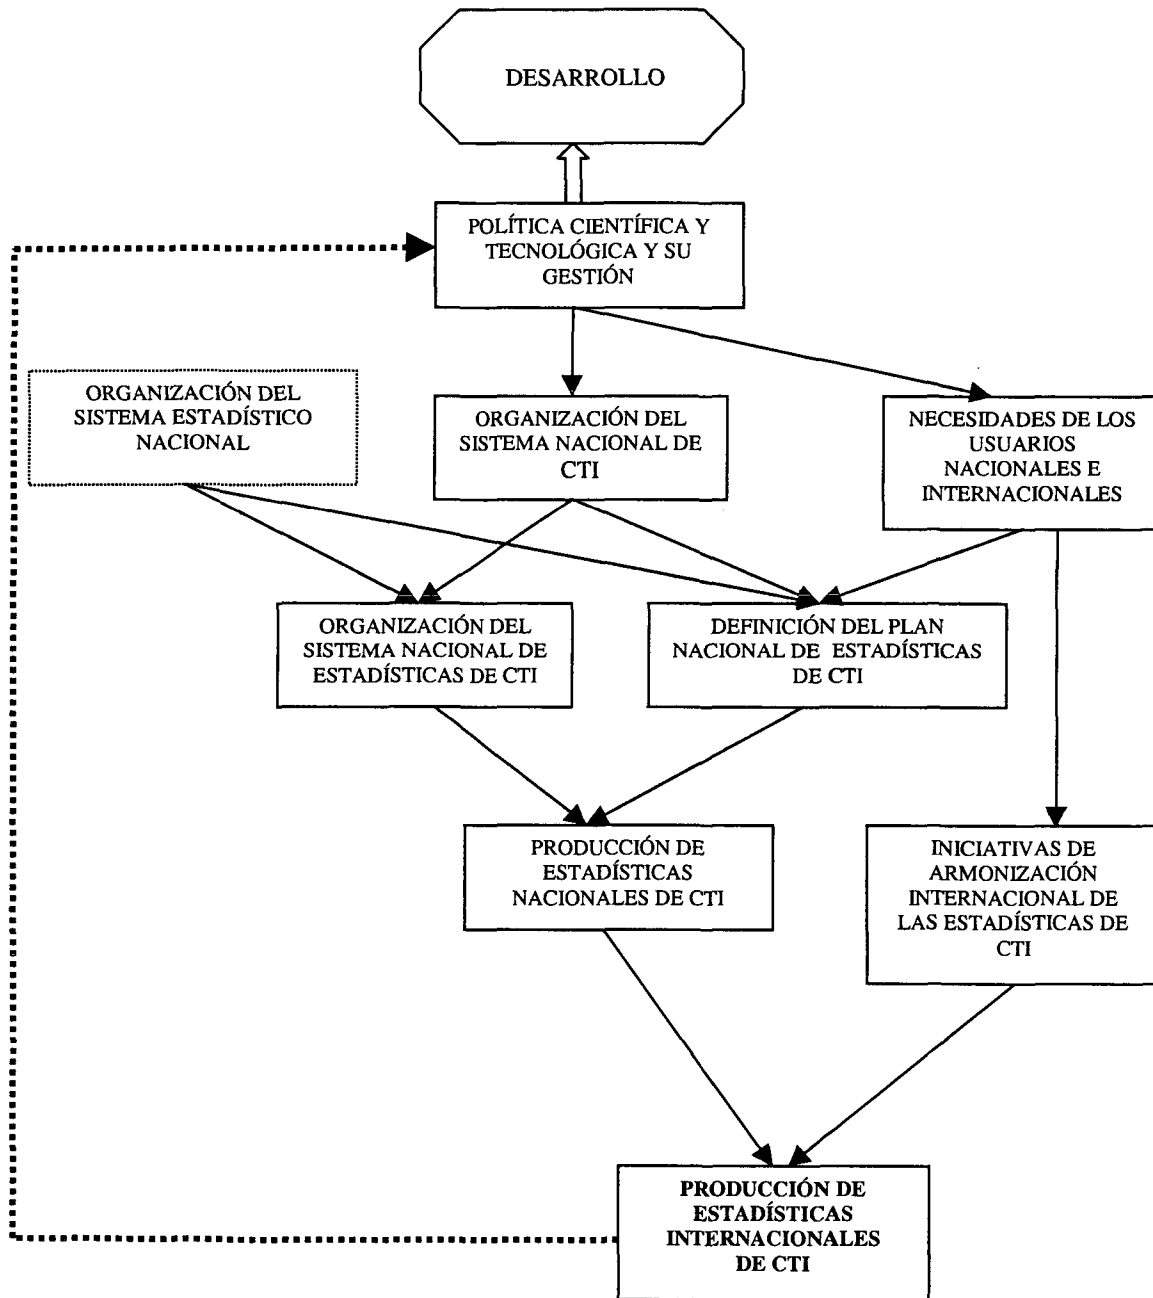 DESARROLLO
POLÍTICA CIENTÍFICA Y
TECNOLÓGICA Y SU
GESTIÓN
ORGANIZACIÓN DEL
SISTEMA ESTADÍSTICO
NACIONAL
ORGANIZACIÓN DEL
SISTEMA NACIONAL DE
CTI
NECESIDADES DE LOS
USUARIOS
NACIONALES E
INTERNACIONALES
ORGANIZACIÓN DEL
SISTEMA NACIONAL DE
ESTADÍSTICAS DE CTI
DEFINICIÓN DEL PLAN
NACIONAL DE ESTADÍSTICAS
DE CTI
PRODUCCIÓN DE
ESTADÍSTICAS
NACIONALES DE CTI
INICIATIVAS DE
ARMONIZACIÓN
INTERNACIONAL DE
LAS ESTADÍSTICAS DE
CTI
PRODUCCIÓN DE
ESTADÍSTICAS
INTERNACIONALES
DE CTI